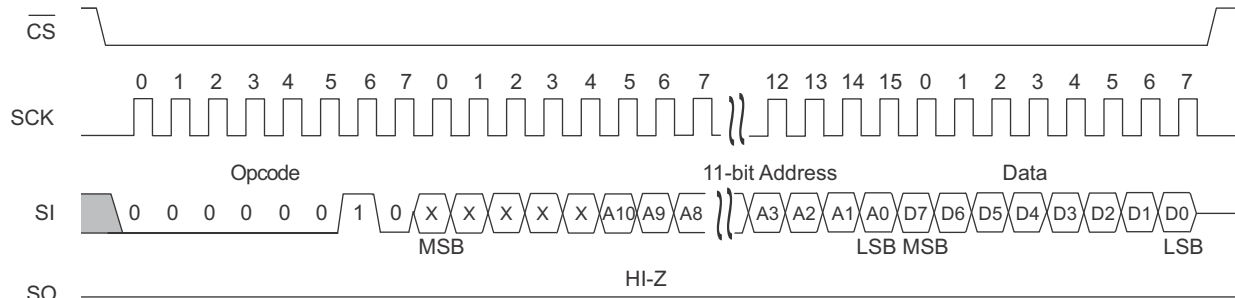 CS
0 1 2 3 4 5 6 7 0 1 2 3 4 5 6 7 12 13 14 15 0 1 2 3 4 5 6 7
SCK
Opcode 11-bit Address Data
SI 0 0 0 0 0 0 1 0 X X X X X A10 A9 A8 A3 A2 A1 A0 D7 D6 D5 D4 D3 D2 D1 D0
MSB LSB MSB LSB
HI-Z
SO